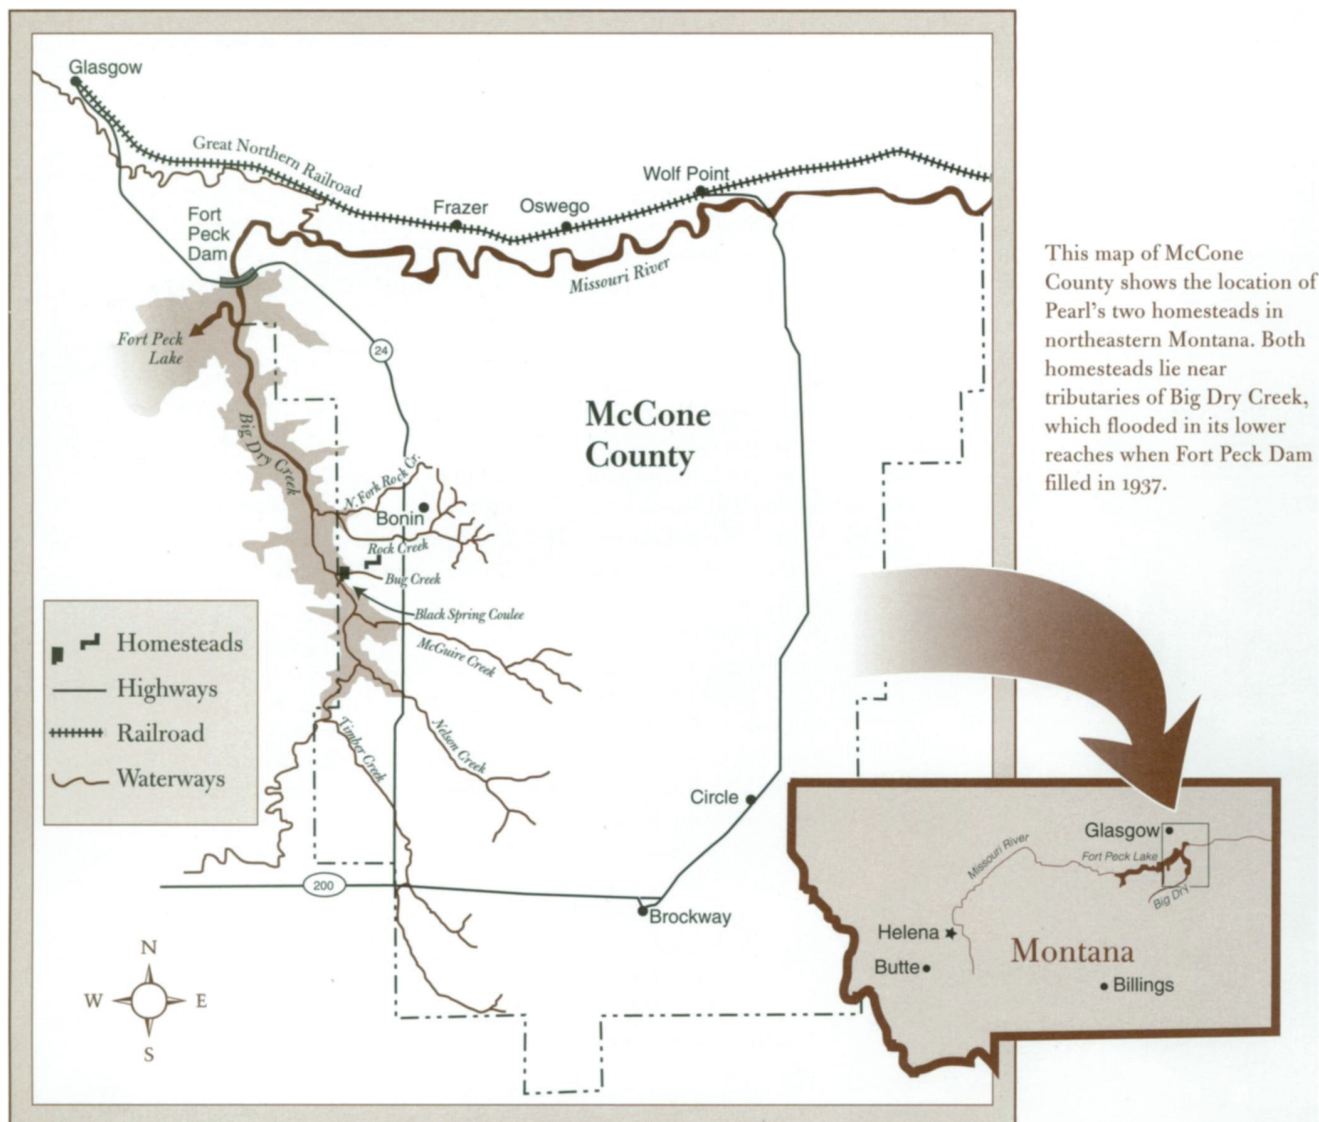 Glasgow
Great Northern Railroad
Wolf Point
Frazer
Oswego
Fort
Peck
Dam
Missouri River
Fort Peck
Lake
24
McCone
County
Big Dry Creek
N. Fork Rock Cr.
Bonin
Rock Creek
Bug Creek
Black Spring Coulee
McGuire Creek
Nelson Creek
Timber Creek
Homesteads
Highways
Railroad
Waterways
Circle
200
Brockway
N
W
E
S
This map of McCone
County shows the location of
Pearl's two homesteads in
northeastern Montana. Both
homesteads lie near
tributaries of Big Dry Creek,
which flooded in its lower
reaches when Fort Peck Dam
filled in 1937.
Glasgow
Missouri River
Fort Peck Lake
Big Dry
Helena
Montana
Butte
Billings